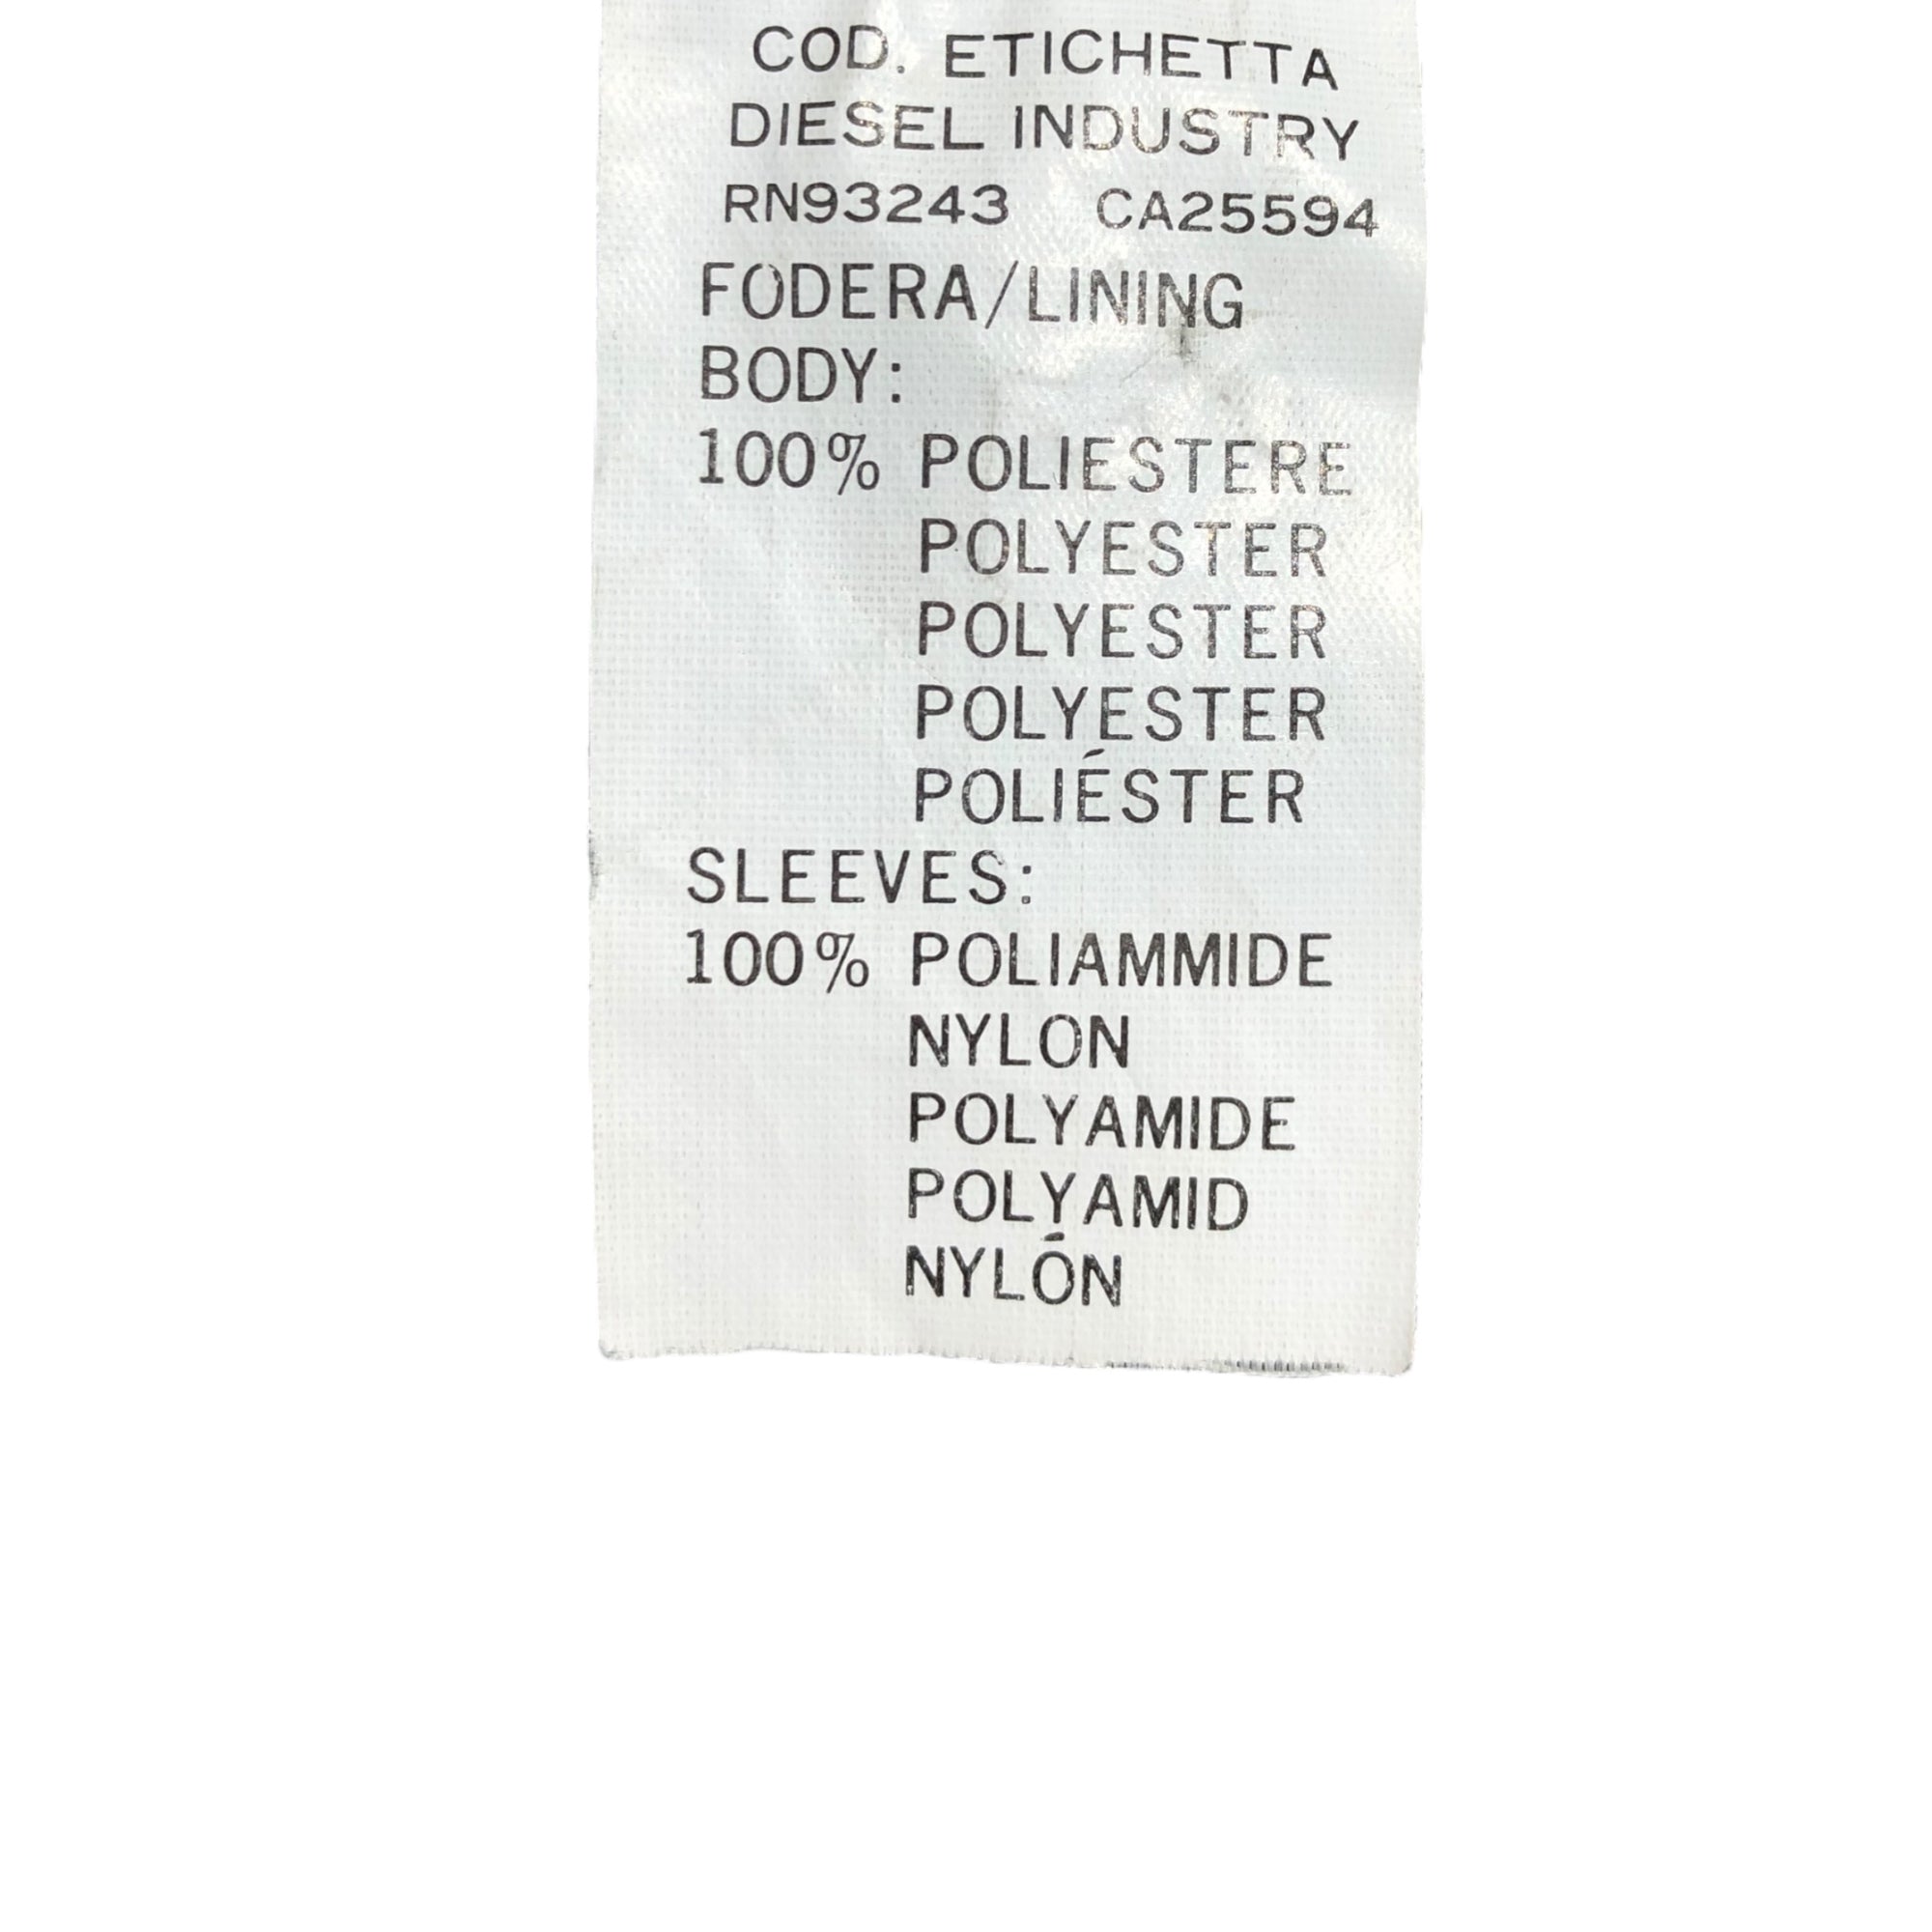 COD. ETICHETTA
DIESEL INDUSTRY
RN93243 CA25594
FODERA/LINING
BODY:
100% POLIESTERE
POLYESTER
POLYESTER
POLYESTER
POLIÉSTER
SLEEVES:
100% POLIAMMIDE
NYLON
POLYAMIDE
POLYAMID
NYLÓN